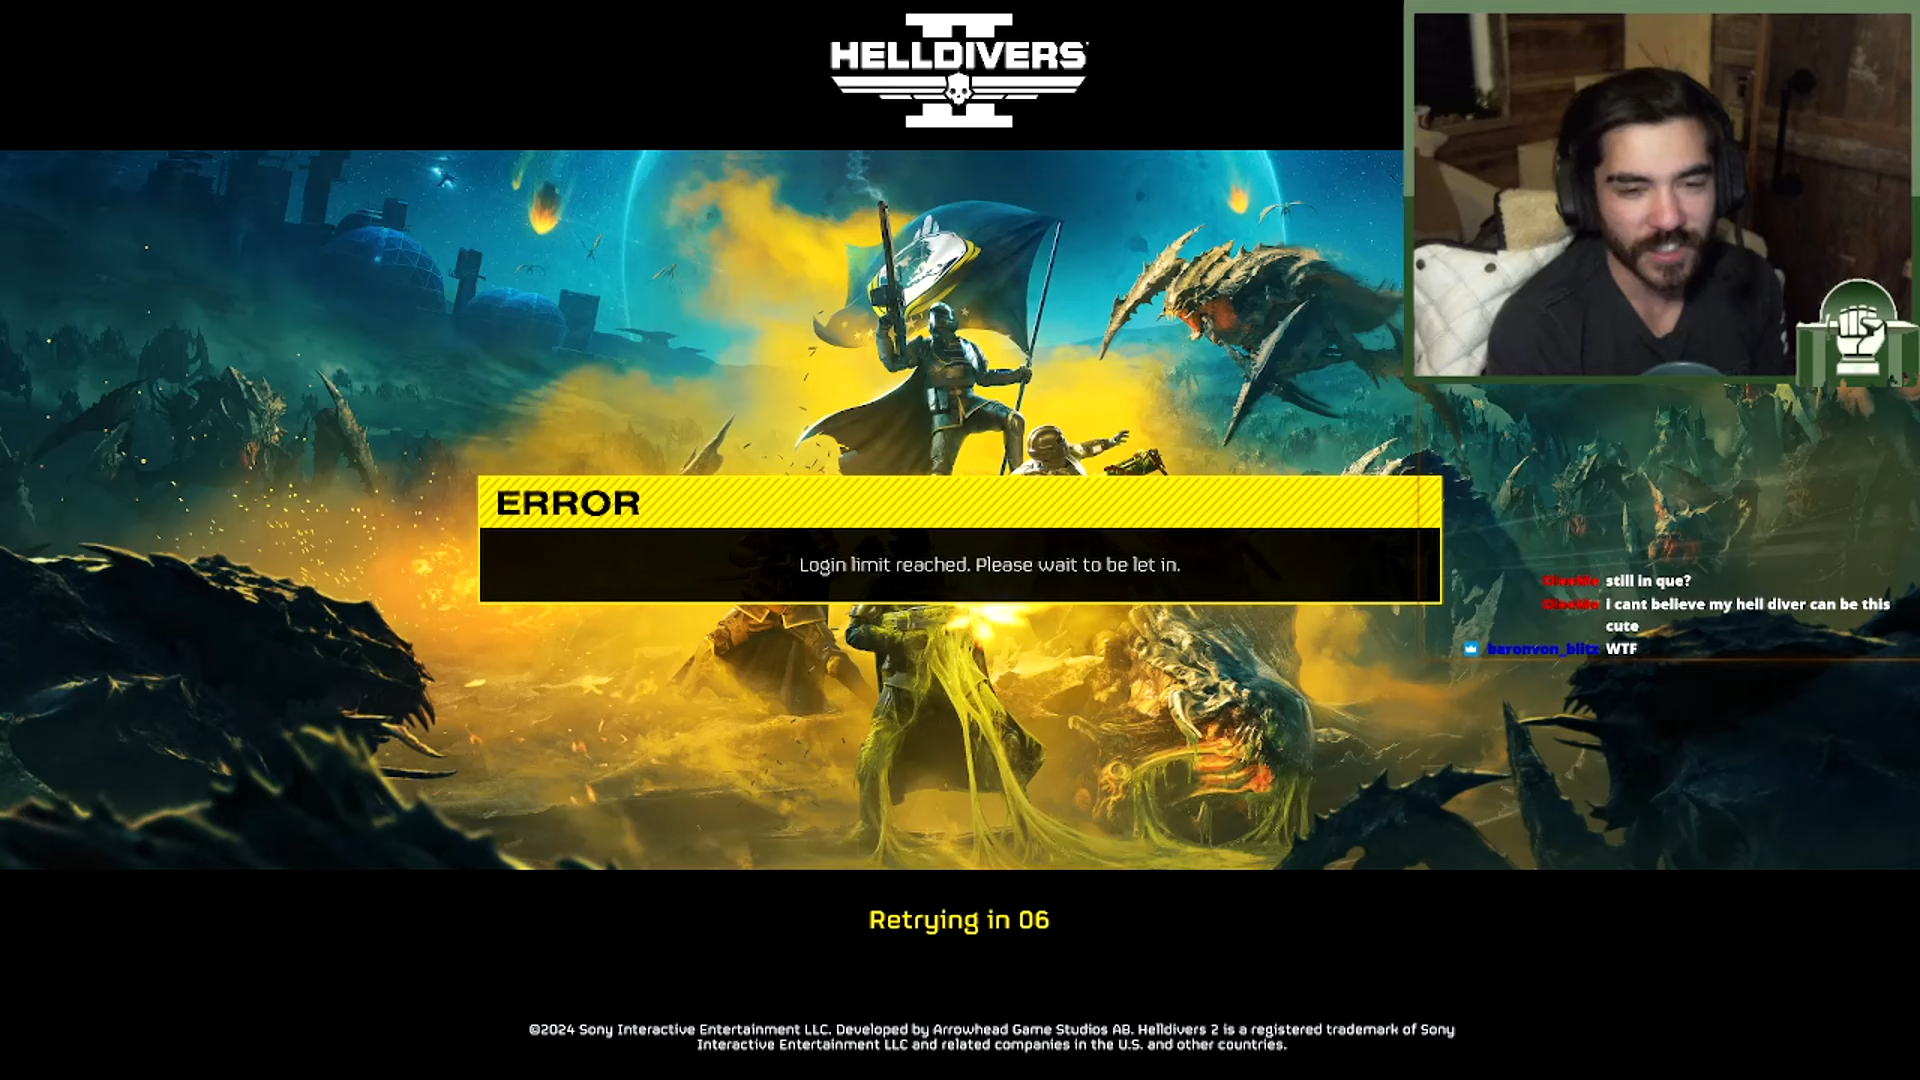 HELLDIVERS
II
ERROR
Login limit reached. Please wait to be let in.
still in que?
I cant believe my hell diver can be this
cute
baronvon_blitz WTF
Retrying in 06
©2024 Sony Interactive Entertainment LLC. Developed by Arrowhead Game Studios AB. Helldivers 2 is a registered trademark of Sony
Interactive Entertainment LLC and related companies in the U.S. and other countries.